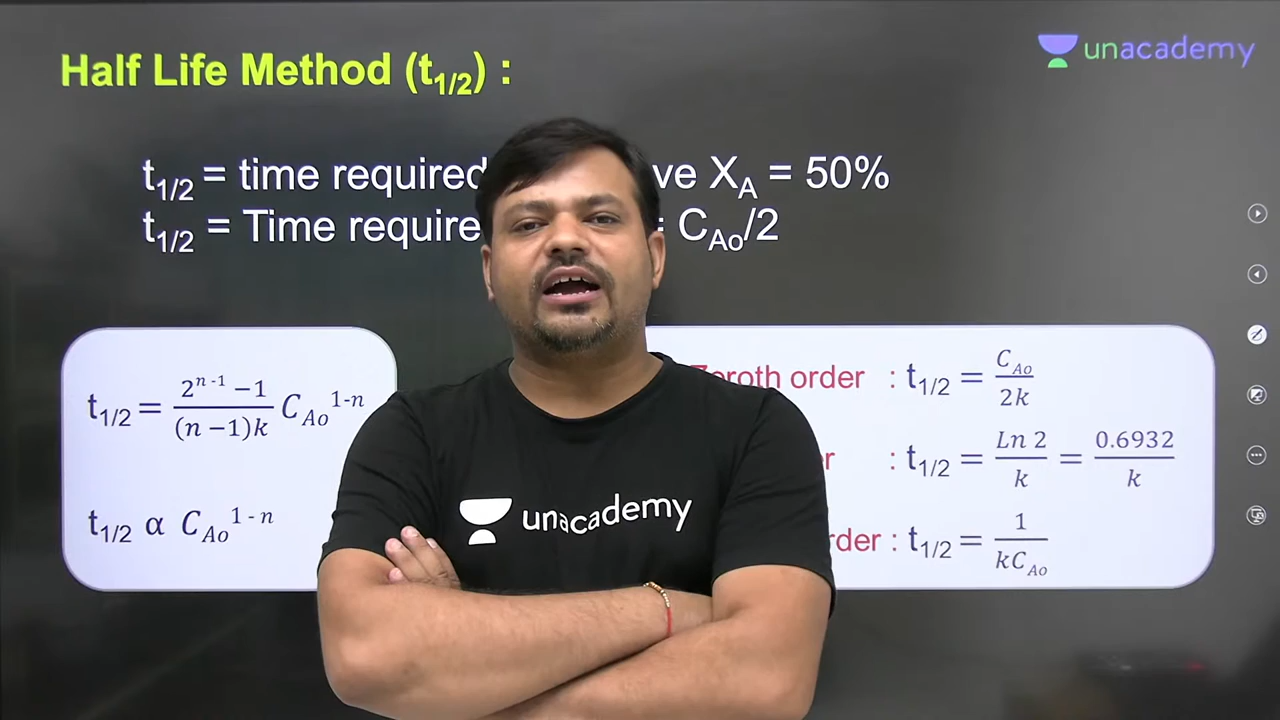 Half Life Method (t1/2) :
unacademy
t1/2 = time required ve XA = 50%
t1/2 = Time require = CAo/2
t1/2 = 2^(n-1) − 1 / (n − 1)k CAo^(1-n)
t1/2 α CAo^(1-n)
Zeroth order : t1/2 = CAo / 2k
: t1/2 = Ln 2 / k = 0.6932 / k
rder : t1/2 = 1 / kCAo
unacademy